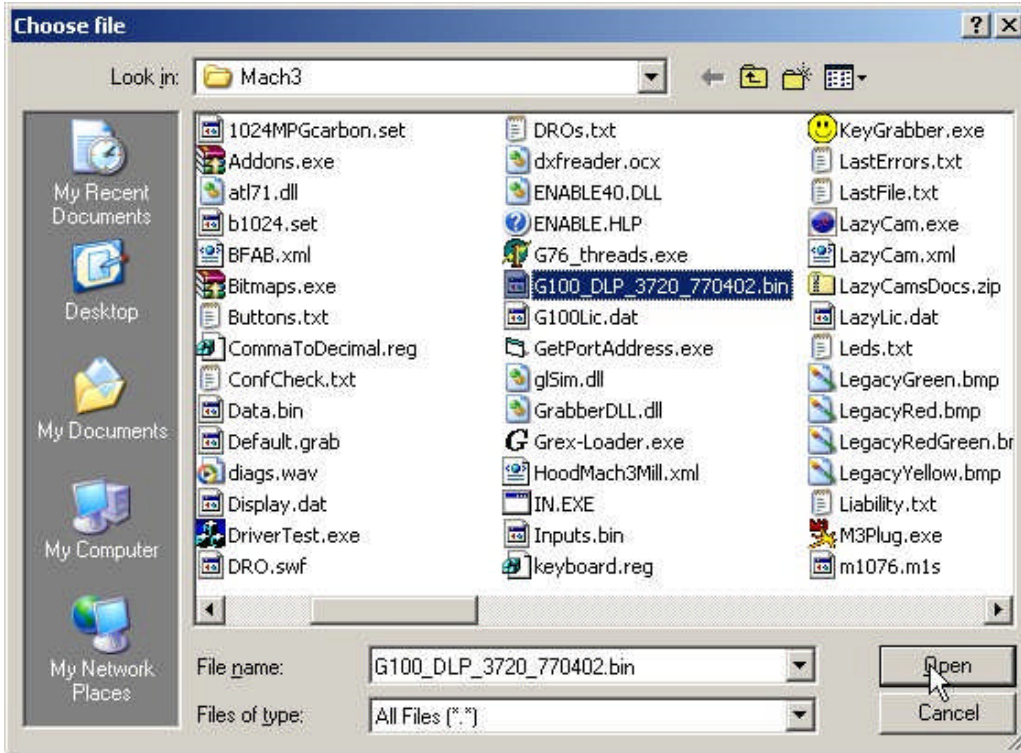 Choose file
Look in:
Mach3
My Recent
Documents
Desktop
My Documents
My Computer
My Network
Places
1024MPGcarbon.set
Addons.exe
atl71.dll
b1024.set
BFAB.xml
Bitmaps.exe
Buttons.txt
CommaToDecimal.reg
ConfCheck.txt
Data.bin
Default.grab
diags.wav
Display.dat
DriverTest.exe
DRO.swf
DROs.txt
dxfreader.ocx
ENABLE40.DLL
ENABLE.HLP
G76_threads.exe
G100_DLP_3720_770402.bin
G100Lic.dat
GetPortAddress.exe
glSim.dll
GrabberDLL.dll
Grex-Loader.exe
HoodMach3Mill.xml
IN.EXE
Inputs.bin
keyboard.reg
KeyGrabber.exe
LastErrors.txt
LastFile.txt
LazyCam.exe
LazyCam.xml
LazyCamsDocs.zip
LazyLic.dat
Leds.txt
LegacyGreen.bmp
LegacyRed.bmp
LegacyRedGreen.br
LegacyYellow.bmp
Liability.txt
M3Plug.exe
m1076.m1s
File name:
G100_DLP_3720_770402.bin
Open
Files of type:
All Files (*.*)
Cancel